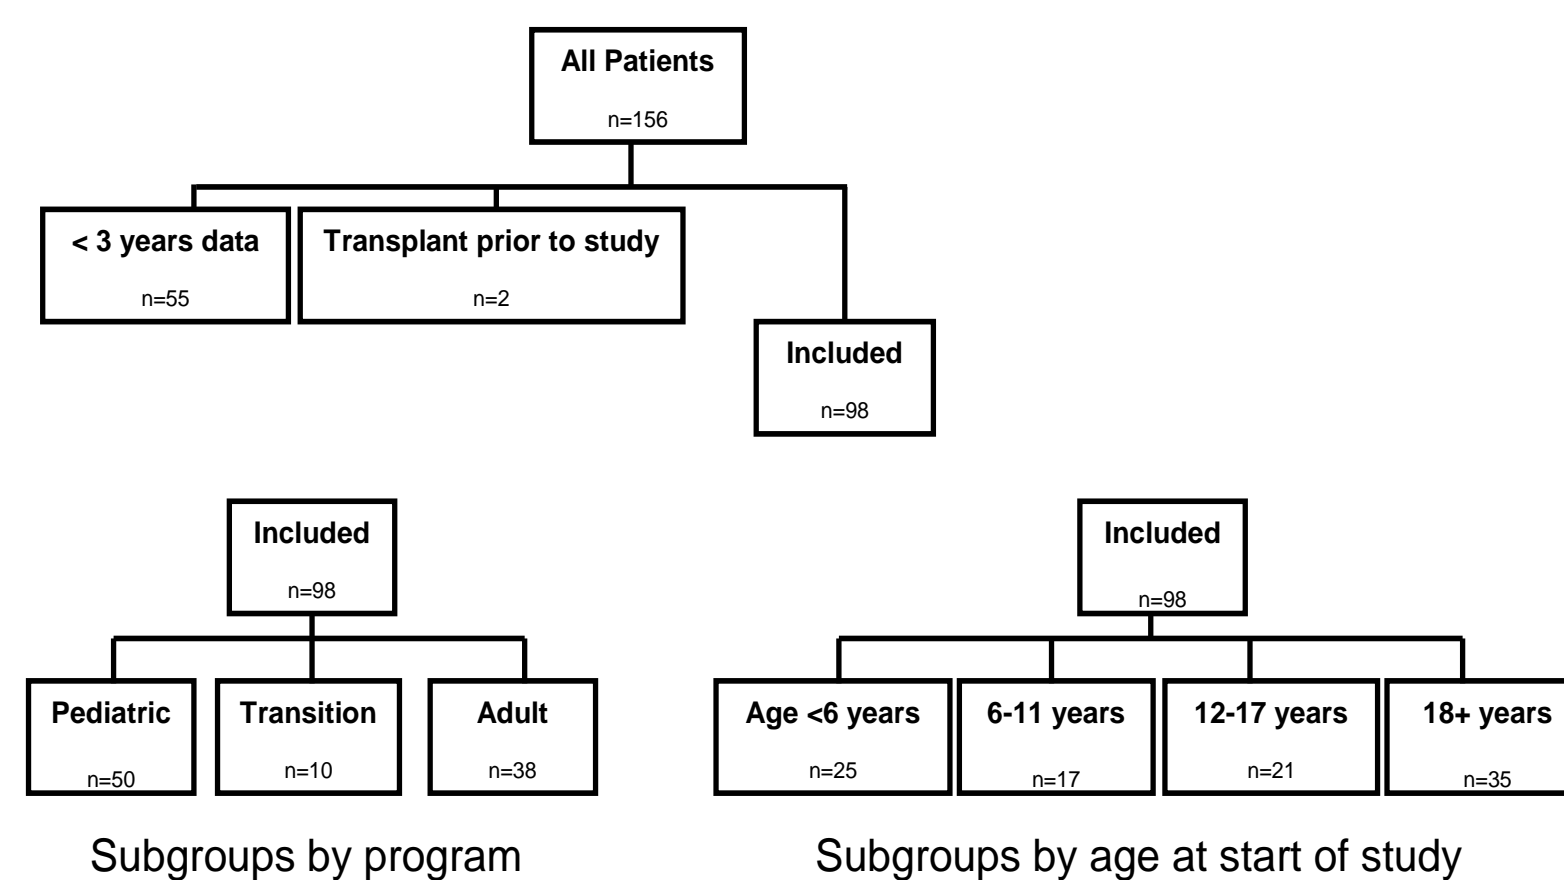 All Patients
n=156
< 3 years data
n=55
Transplant prior to study
n=2
Included
n=98
Included
n=98
Pediatric
n=50
Transition
n=10
Adult
n=38
Subgroups by program
Included
n=98
Age <6 years
n=25
6-11 years
n=17
12-17 years
n=21
18+ years
n=35
Subgroups by age at start of study